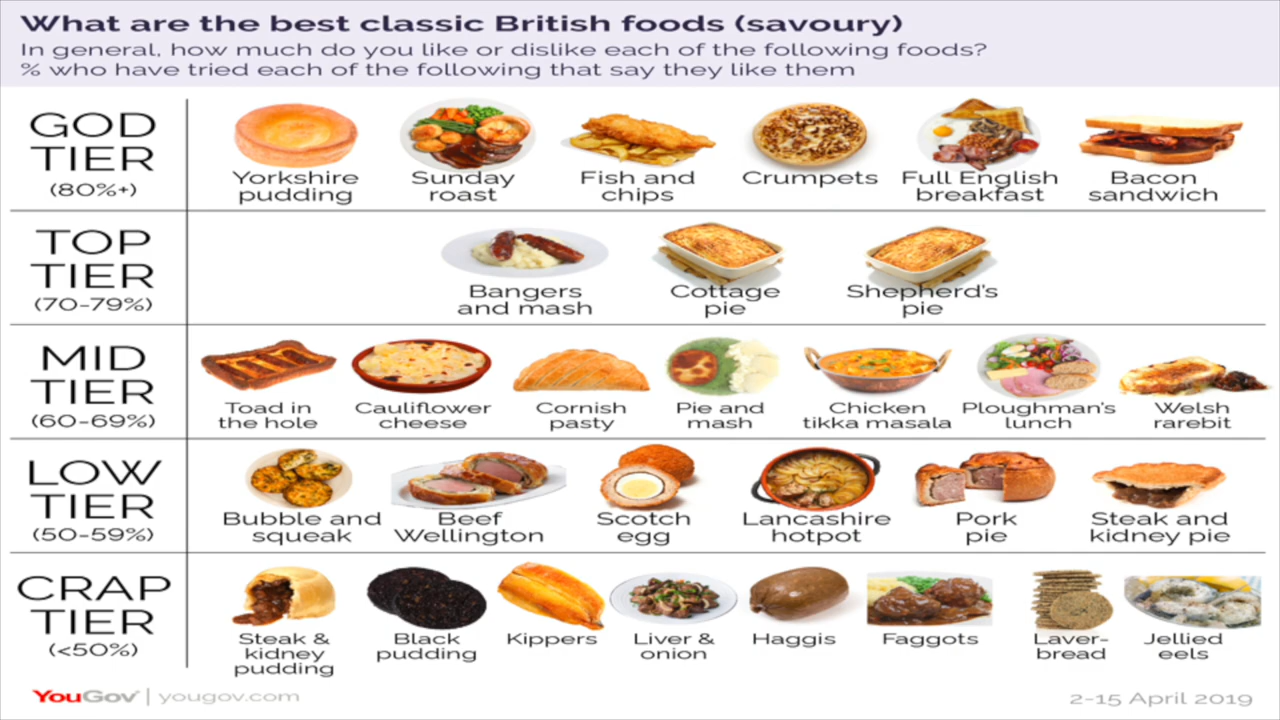 What are the best classic British foods (savoury)
In general, how much do you like or dislike each of the following foods?
% who have tried each of the following that say they like them
GOD
TIER
(80%+)
Yorkshire
pudding
Sunday
roast
Fish and
chips
Crumpets
Full English
breakfast
Bacon
sandwich
TOP
TIER
(70-79%)
Bangers
and mash
Cottage
pie
Shepherd's
pie
MID
TIER
(60-69%)
Toad in
the hole
Cauliflower
cheese
Cornish
pasty
Pie and
mash
Chicken
tikka masala
Ploughman's
lunch
Welsh
rarebit
LOW
TIER
(50-59%)
Bubble and
squeak
Beef
Wellington
Scotch
egg
Lancashire
hotpot
Pork
pie
Steak and
kidney pie
CRAP
TIER
(<50%)
Steak &
kidney
pudding
Black
pudding
Kippers
Liver &
onion
Haggis
Faggots
Laver-
bread
Jellied
eels
YouGov | yougov.com
2-15 April 2019